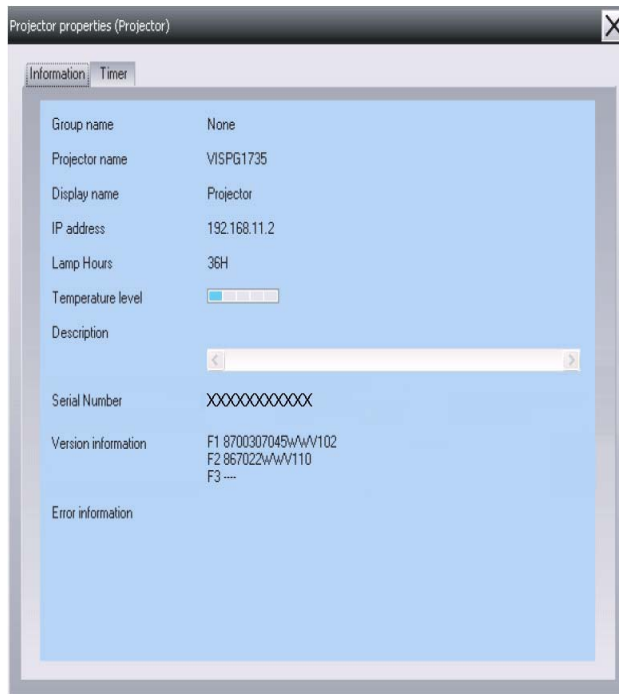 Projector properties (Projector)
Information Timer
Group name None
Projector name VISPG1735
Display name Projector
IP address 192.168.11.2
Lamp Hours 36H
Temperature level
Description
Serial Number XXXXXXXXXXX
Version information F1 8700307045WWV102
F2 867022WWV110
F3 ----
Error information